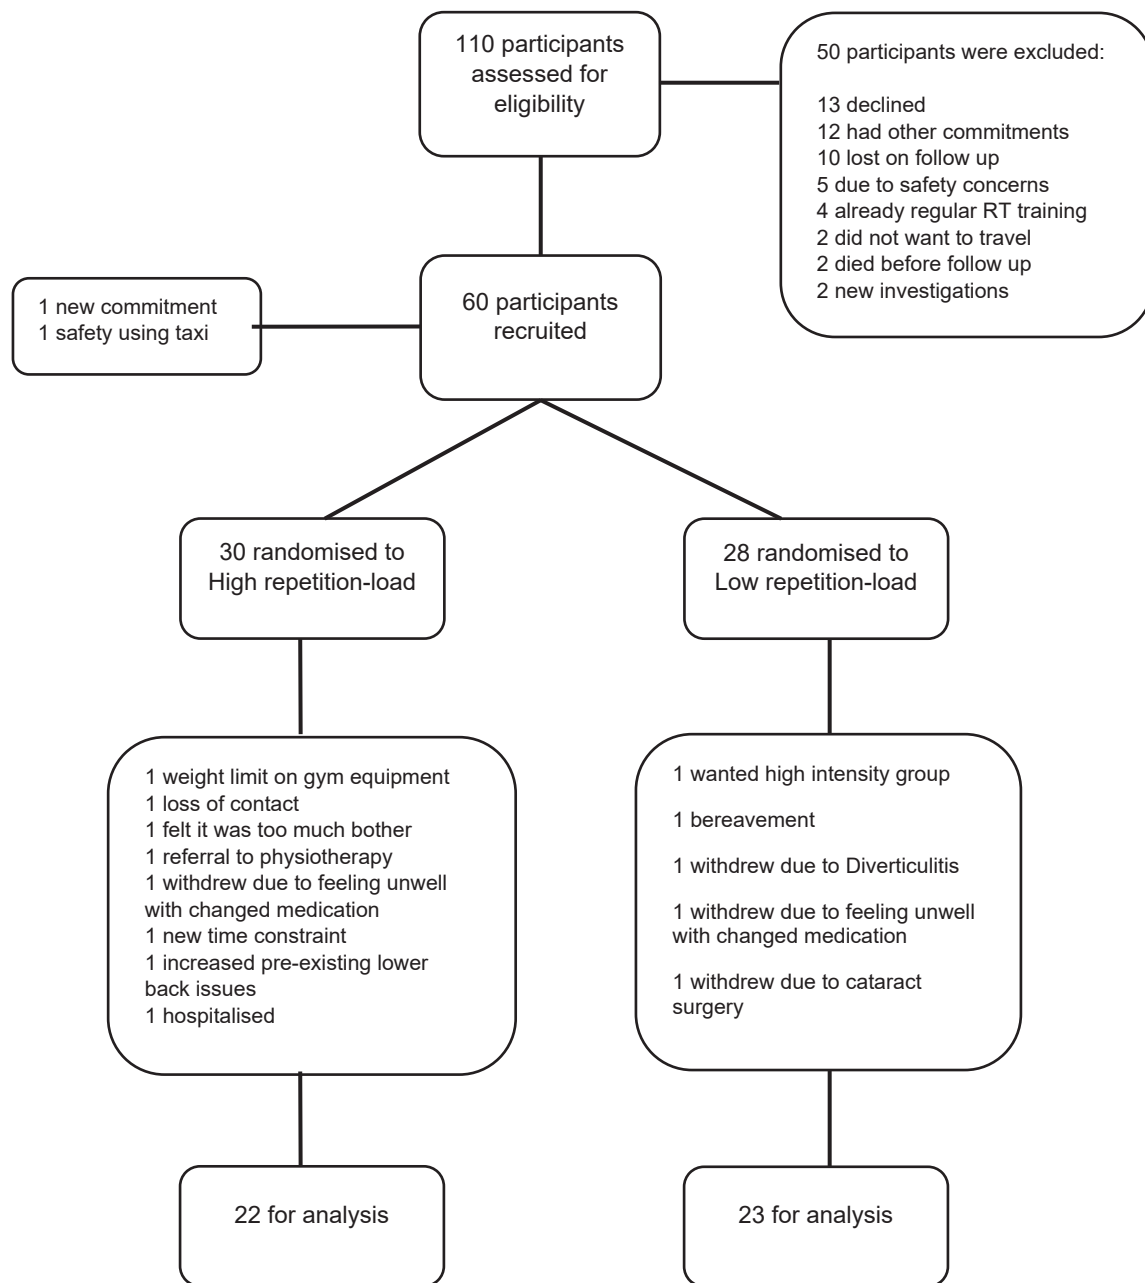 110 participants
assessed for
eligibility
50 participants were excluded:
13 declined
12 had other commitments
10 lost on follow up
5 due to safety concerns
4 already regular RT training
2 did not want to travel
2 died before follow up
2 new investigations
1 new commitment
1 safety using taxi
60 participants
recruited
30 randomised to
High repetition-load
28 randomised to
Low repetition-load
1 weight limit on gym equipment
1 loss of contact
1 felt it was too much bother
1 referral to physiotherapy
1 withdrew due to feeling unwell
with changed medication
1 new time constraint
1 increased pre-existing lower
back issues
1 hospitalised
1 wanted high intensity group
1 bereavement
1 withdrew due to Diverticulitis
1 withdrew due to feeling unwell
with changed medication
1 withdrew due to cataract
surgery
22 for analysis
23 for analysis